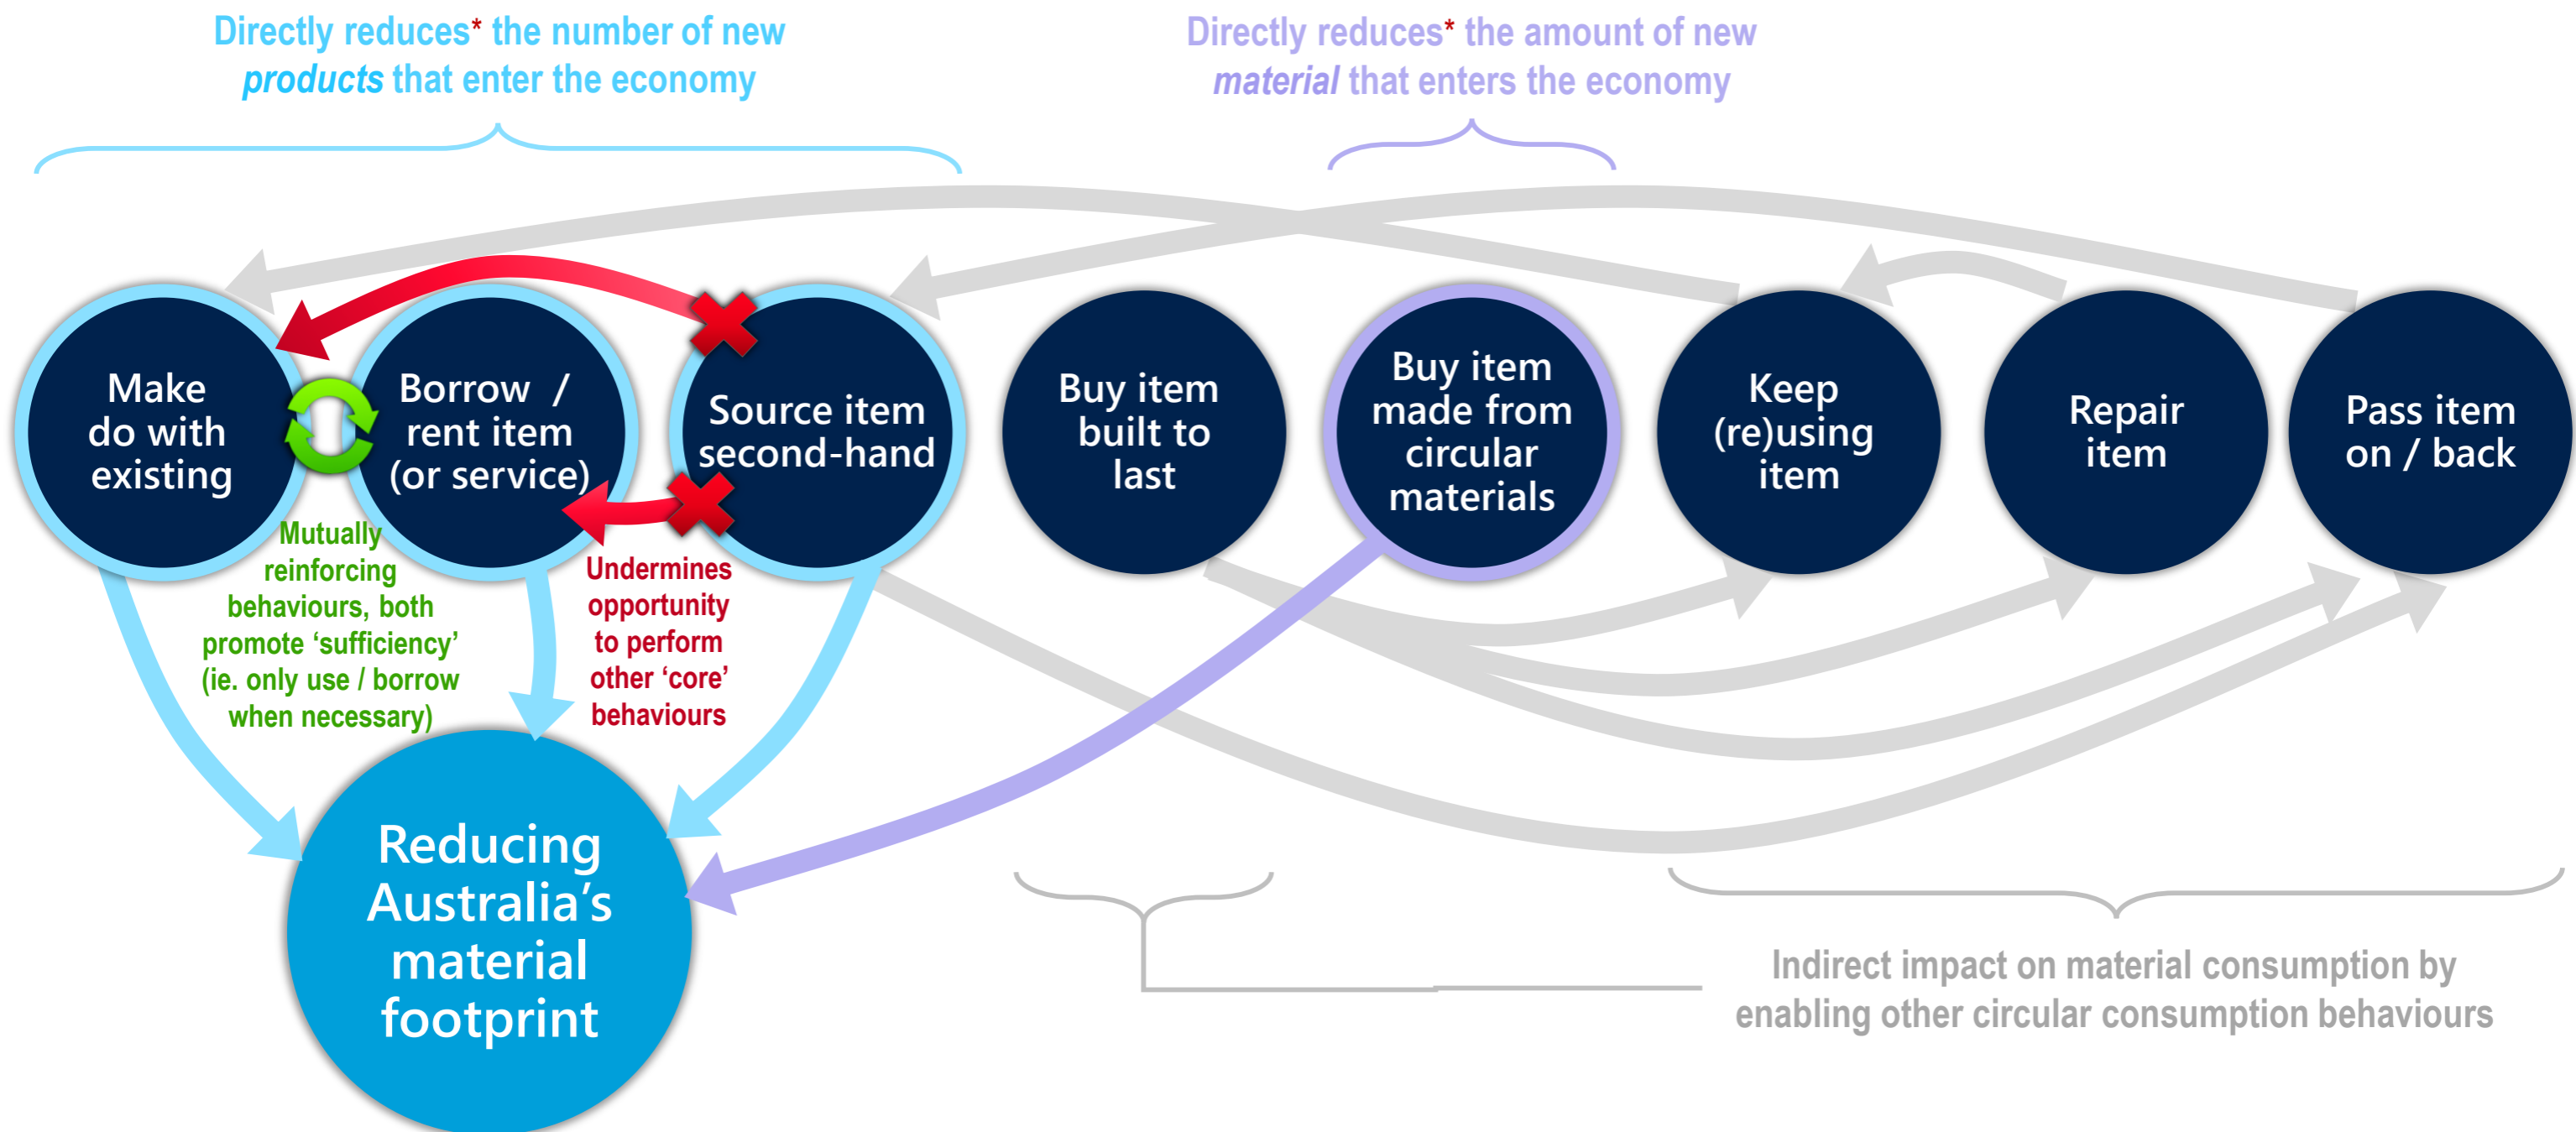 Directly reduces* the number of new
products that enter the economy
Directly reduces* the amount of new
material that enters the economy
Make
do with
existing
Borrow /
rent item
(or service)
Source item
second-hand
Buy item
built to
last
Buy item
made from
circular
materials
Keep
(re)using
item
Repair
item
Pass item
on / back
Mutually
reinforcing
behaviours, both
promote ‘sufficiency’
(ie. only use / borrow
when necessary)
Undermines
opportunity
to perform
other ‘core’
behaviours
Reducing
Australia’s
material
footprint
Indirect impact on material consumption by
enabling other circular consumption behaviours